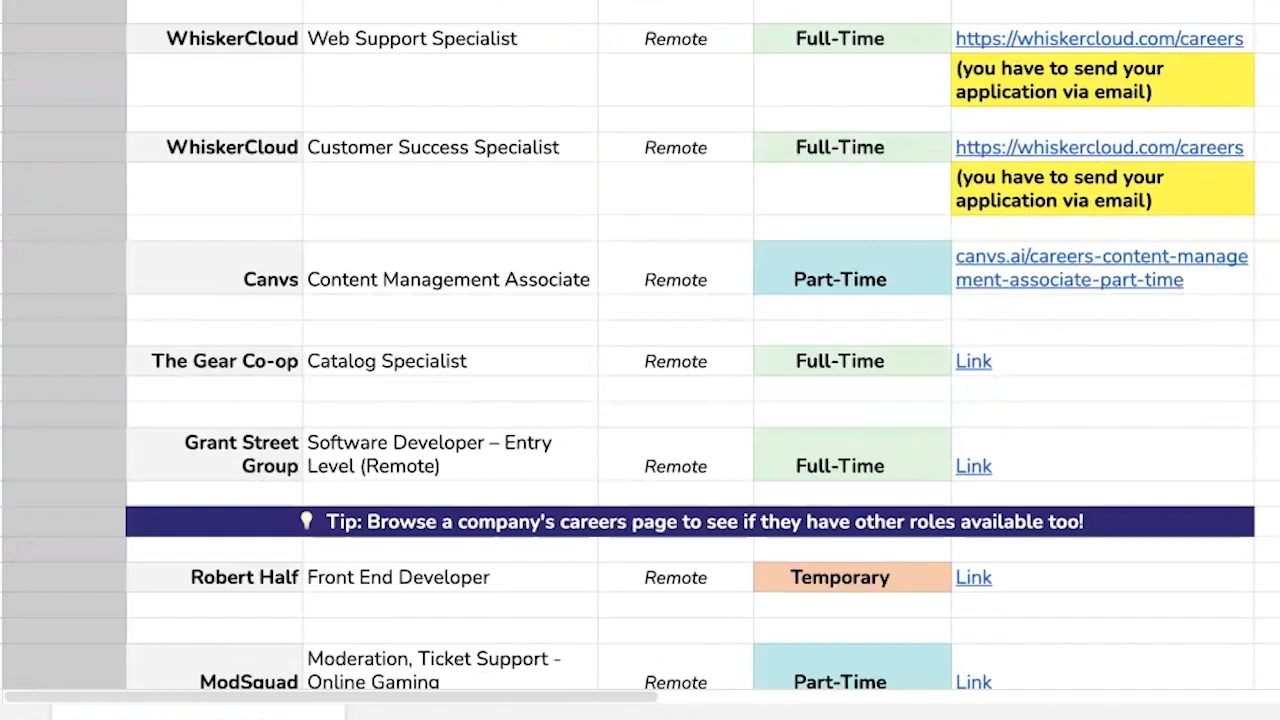 WhiskerCloud Web Support Specialist Remote Full-Time https://whiskercloud.com/careers
(you have to send your
application via email)
WhiskerCloud Customer Success Specialist Remote Full-Time https://whiskercloud.com/careers
(you have to send your
application via email)
canvs.ai/careers-content-manage
Canvs Content Management Associate Remote Part-Time ment-associate-part-time
The Gear Co-op Catalog Specialist Remote Full-Time Link
Grant Street Software Developer – Entry
Group Level (Remote) Remote Full-Time Link
Tip: Browse a company's careers page to see if they have other roles available too!
Robert Half Front End Developer Remote Temporary Link
Moderation, Ticket Support -
ModSquad Online Gaming Remote Part-Time Link